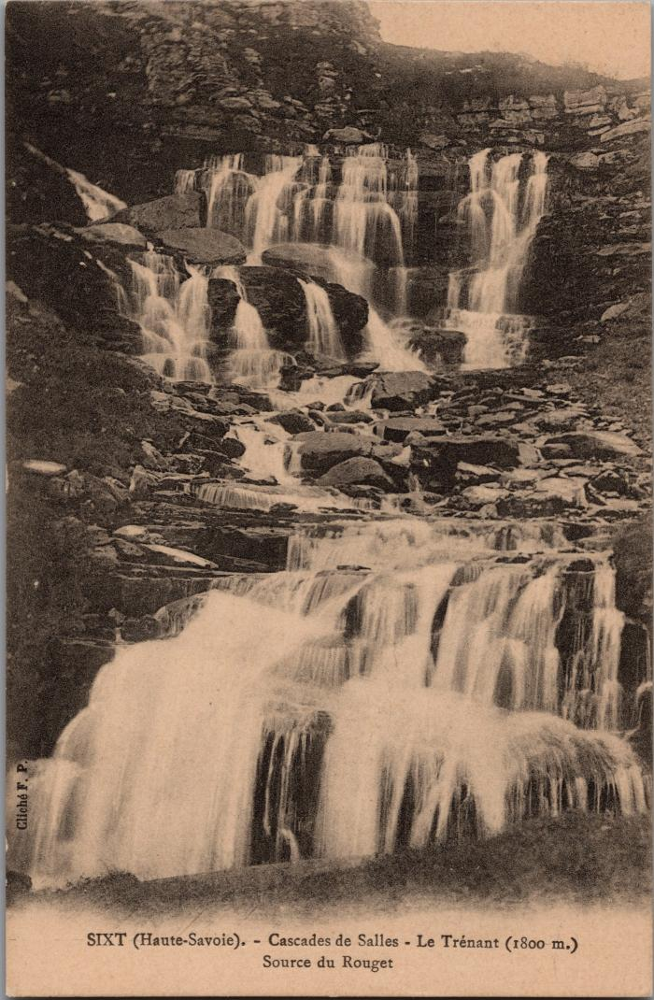 Cliché F. P.
SIXT (Haute-Savoie). - Cascades de Salles - Le Trénant (1800 m.)
Source du Rouget